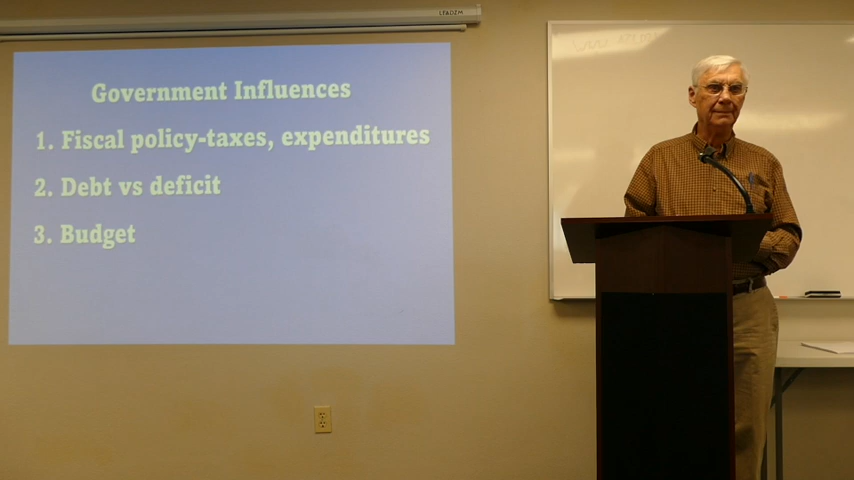 Government Influences
1. Fiscal policy-taxes, expenditures
2. Debt vs deficit
3. Budget